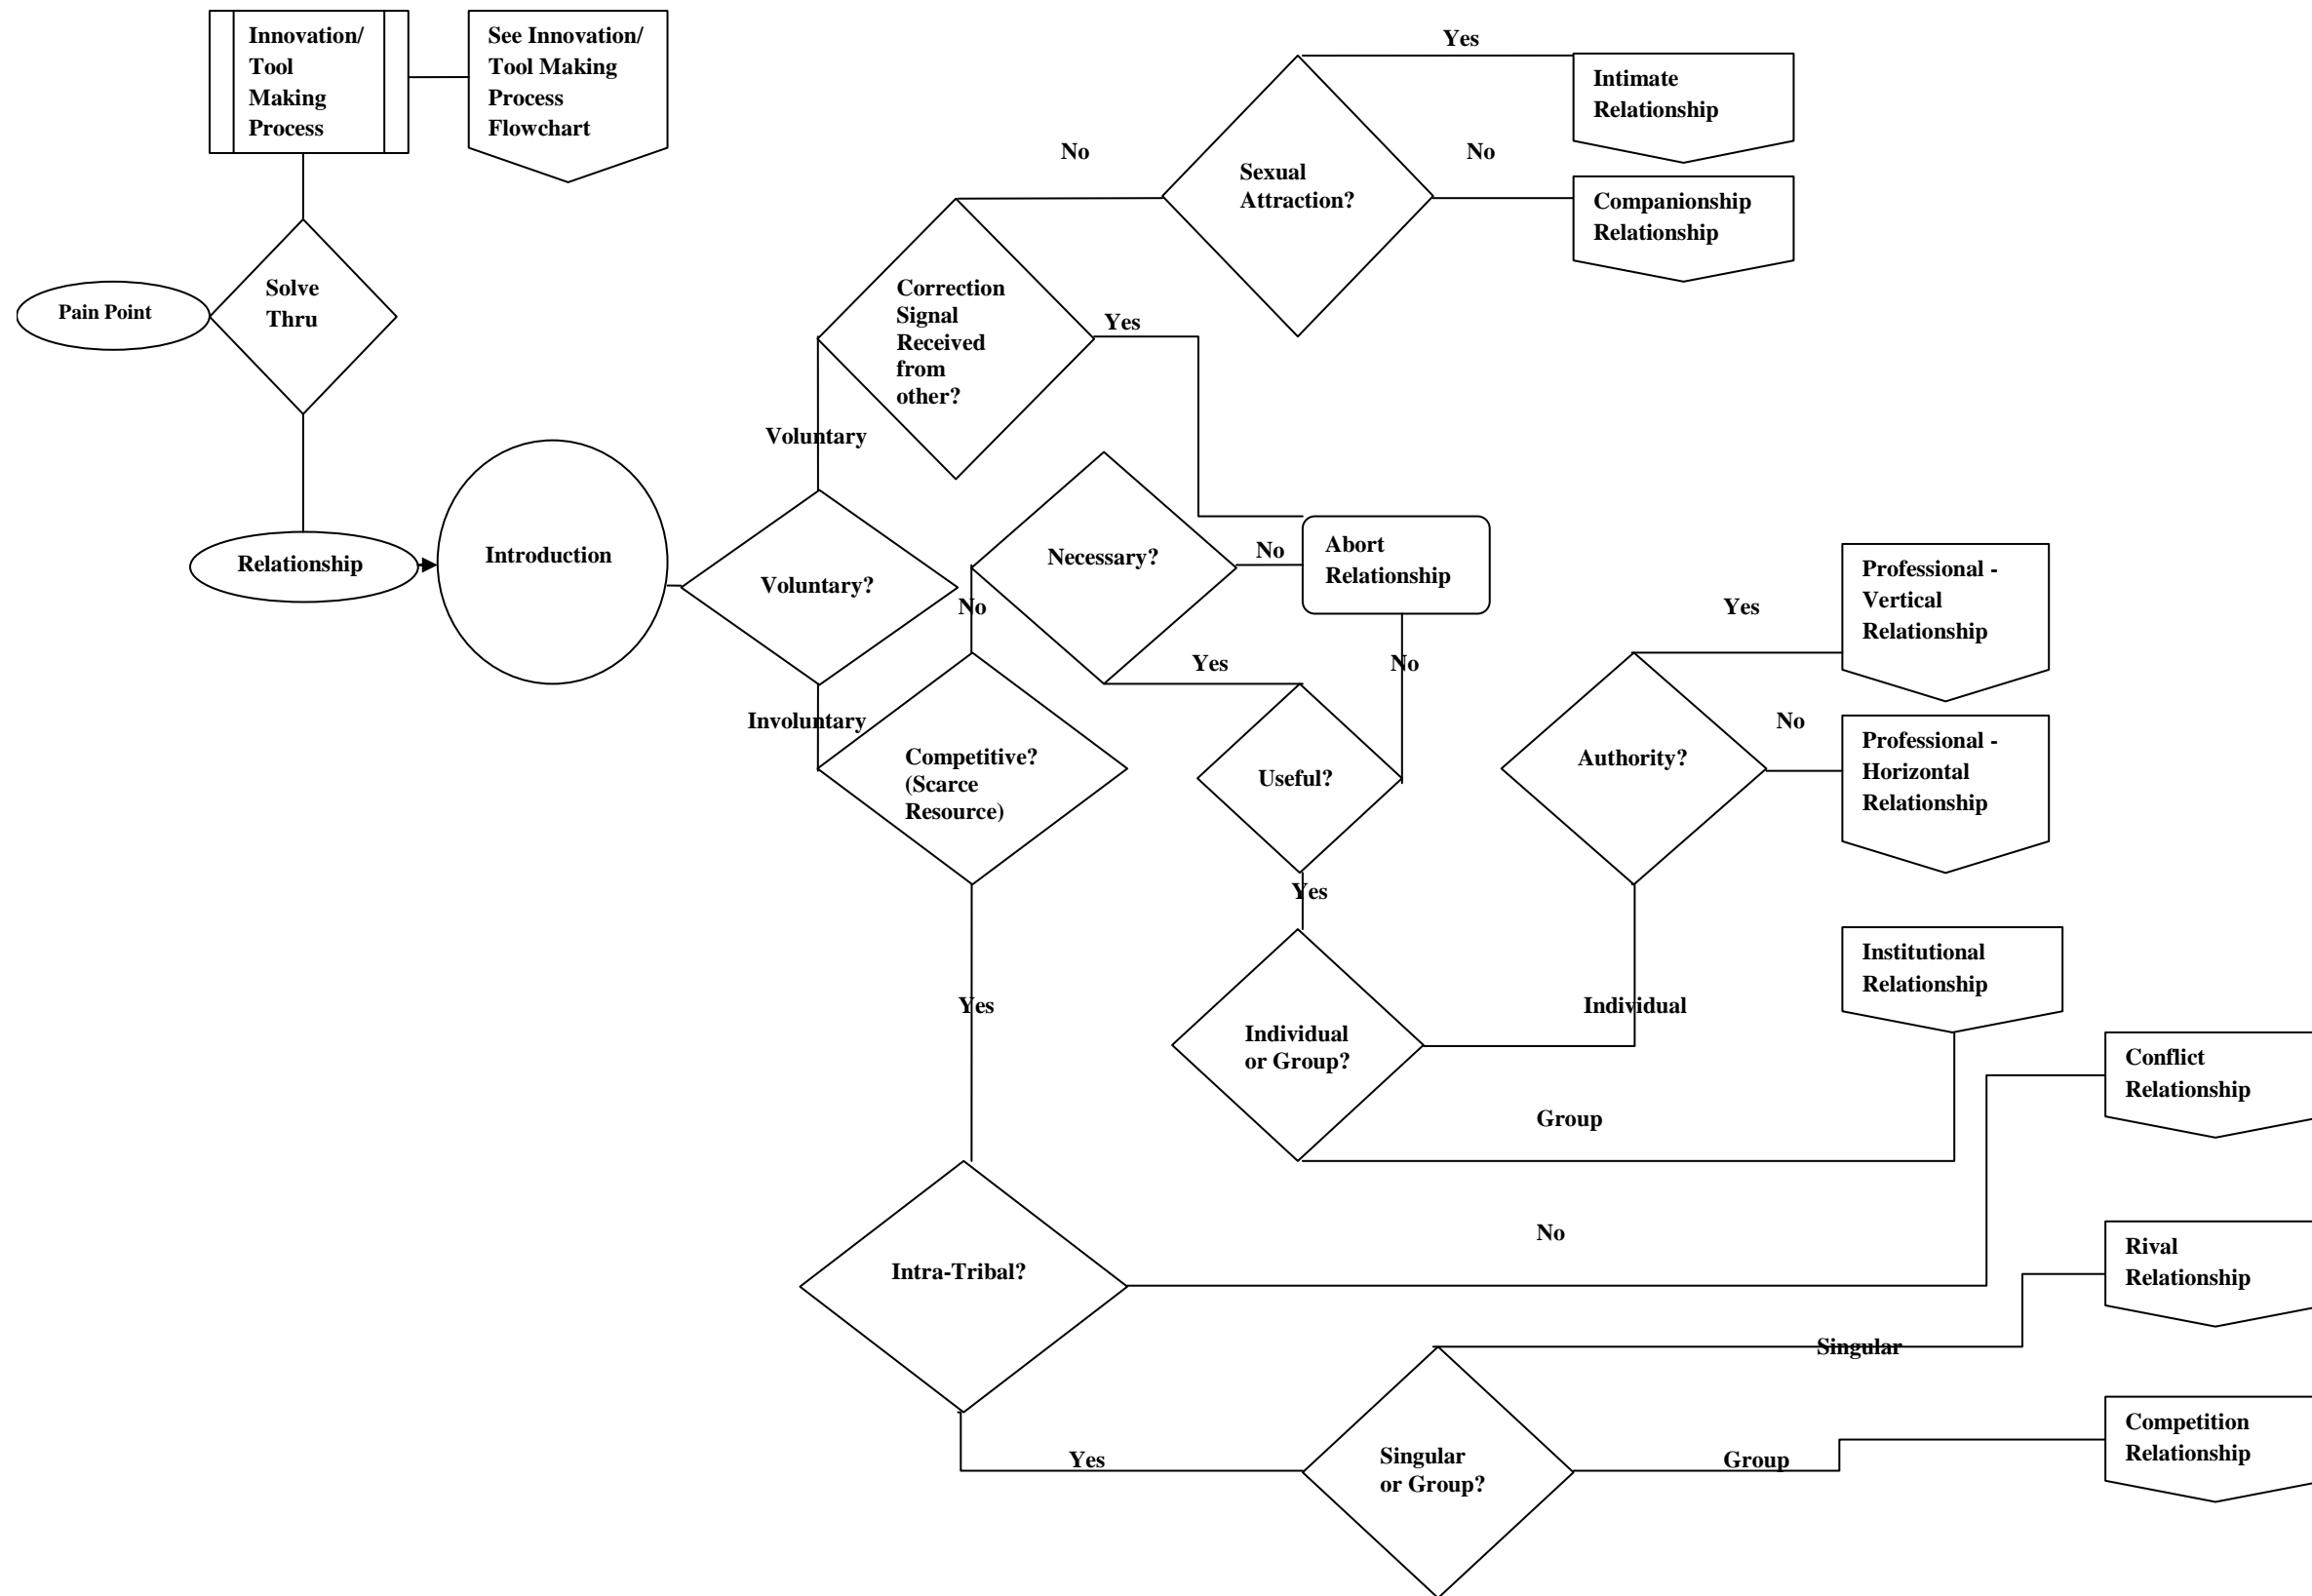 Innovation/
Tool
Making
Process
See Innovation/
Tool Making
Process
Flowchart
Yes
Intimate
Relationship
No
No
Sexual
Attraction?
Companionship
Relationship
Pain Point
Solve
Thru
Correction
Signal
Received
from
other?
Yes
Voluntary
Relationship
Introduction
Voluntary?
No
Necessary?
No
Abort
Relationship
Yes
No
Involuntary
Competitive?
(Scarce
Resource)
Useful?
Yes
Authority?
Yes
Professional -
Vertical
Relationship
No
Professional -
Horizontal
Relationship
Yes
Individual
or Group?
Individual
Institutional
Relationship
Group
Conflict
Relationship
Intra-Tribal?
No
Rival
Relationship
Singular
Yes
Singular
or Group?
Group
Competition
Relationship